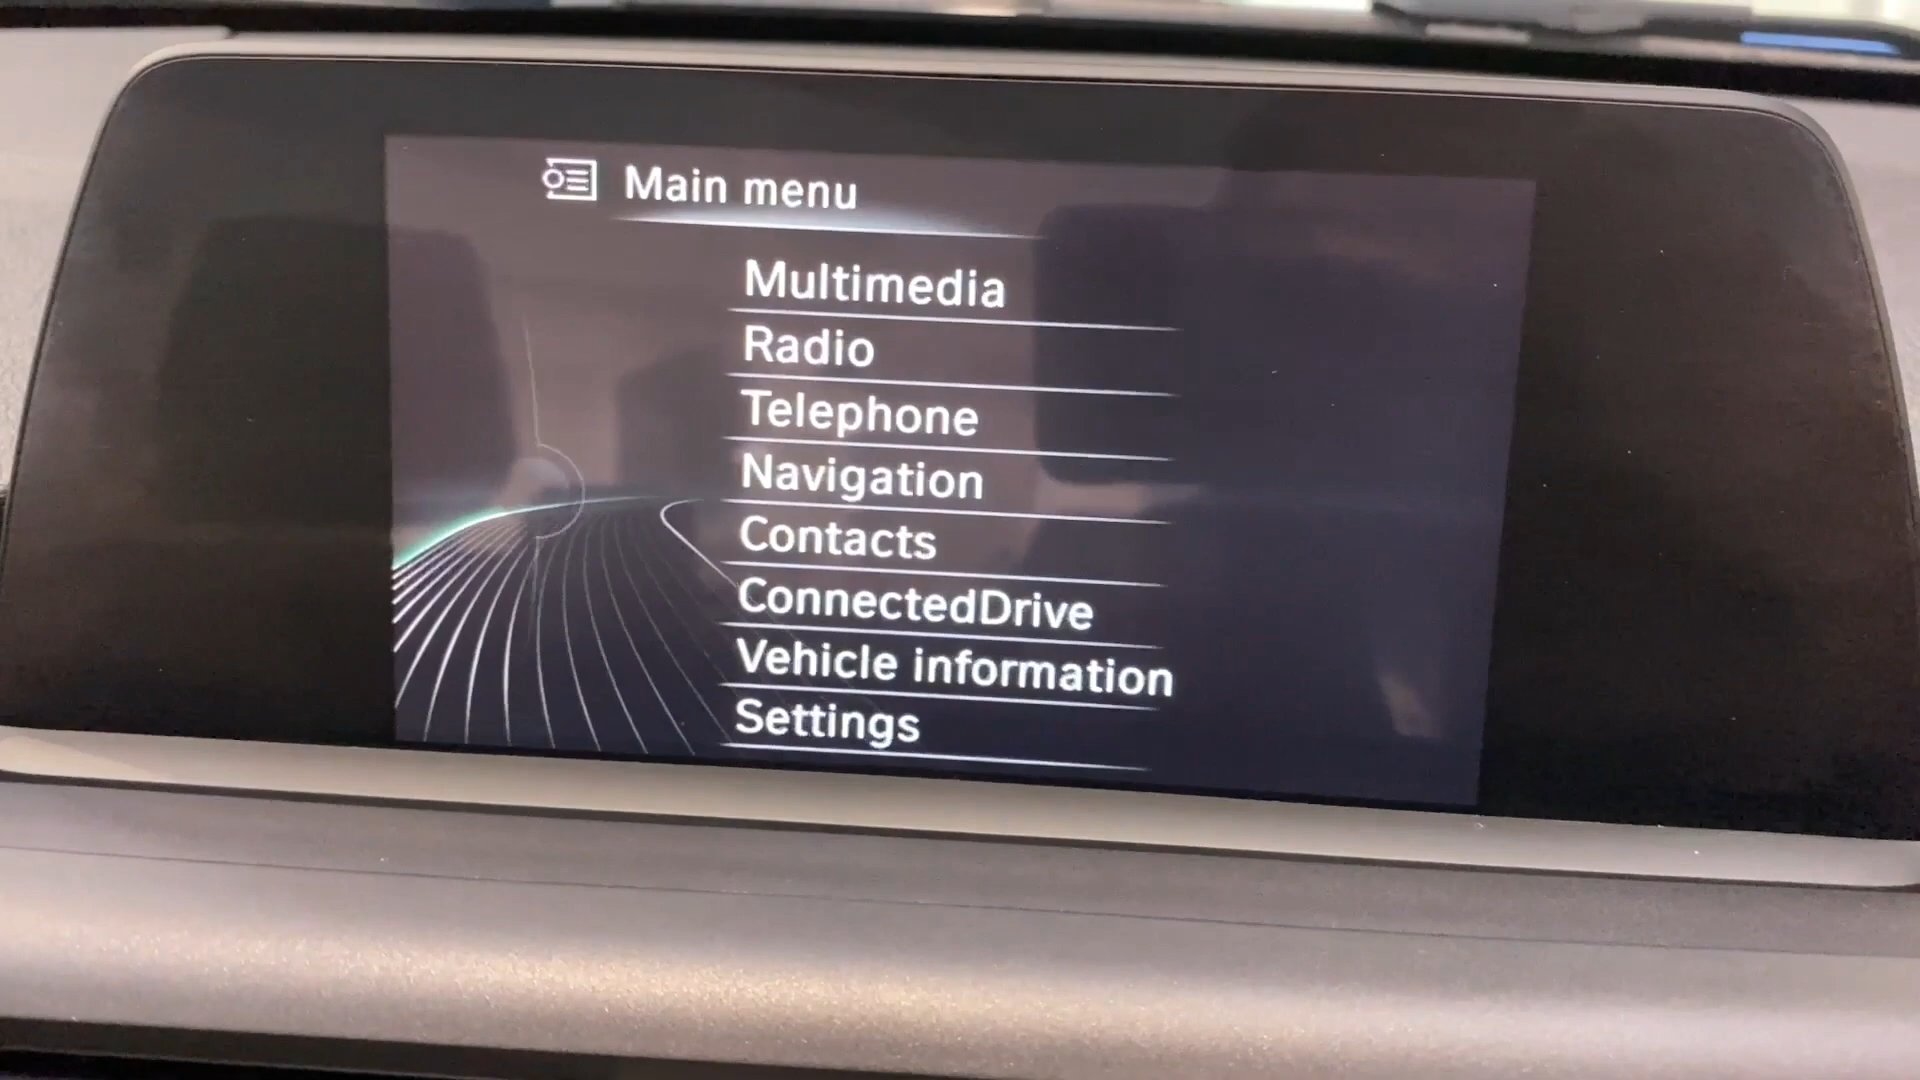 Main menu
Multimedia
Radio
Telephone
Navigation
Contacts
ConnectedDrive
Vehicle information
Settings